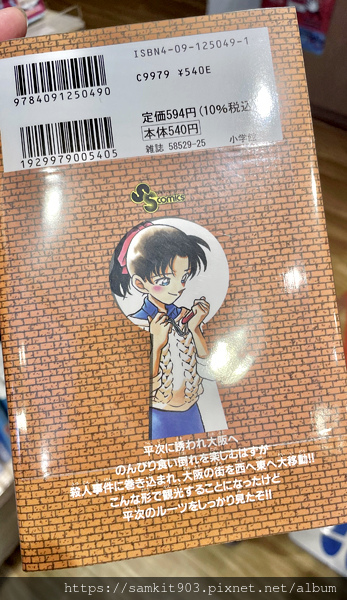 ISBN4-09-125049-1
C9979 ¥540E
9784091250490
定価594円(10%税込)
本体540円
雑誌 58529-25 小学館
1929979005405
SS comics
平次に誘われ大阪へ
のんびり食い倒れを楽しむはずが
殺人事件に巻き込まれ、大阪の街を西へ東へ大移動!!
こんな形で観光することになったけど
平次のルーツをしっかり見たぞ!!
https://samkit903.pixnet.net/album